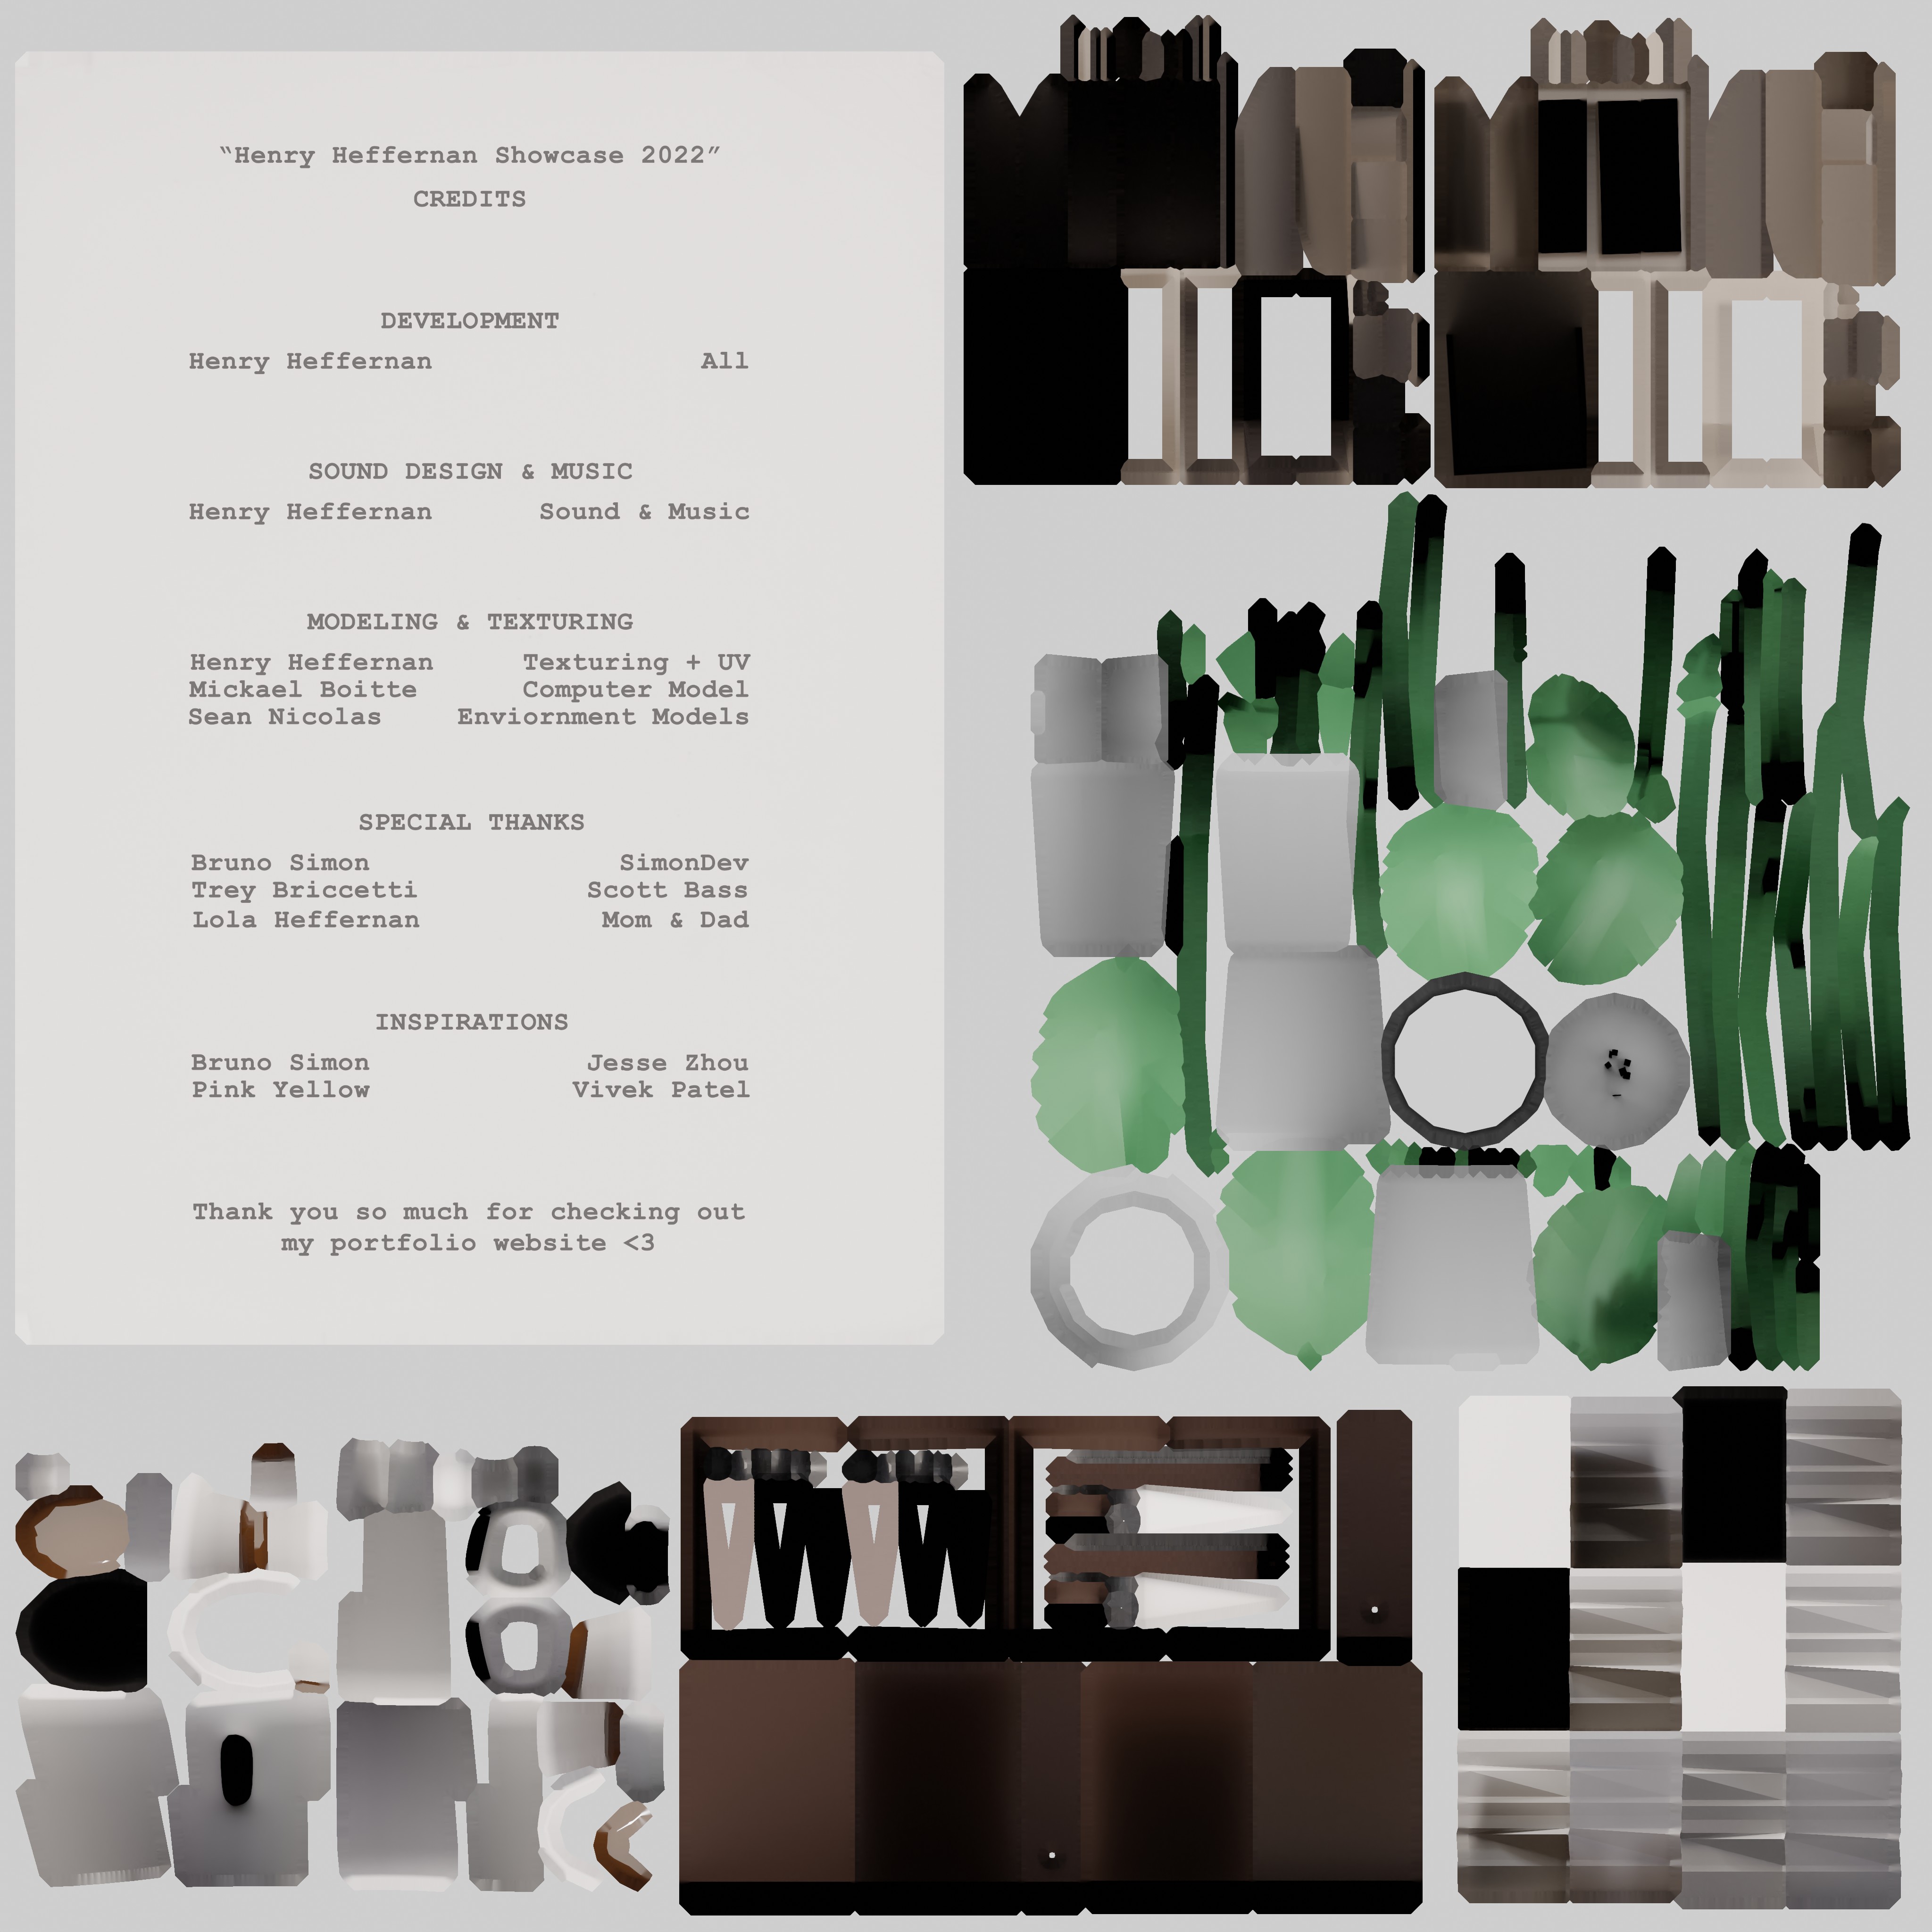 “Henry Heffernan Showcase 2022”
CREDITS
DEVELOPMENT
Henry Heffernan All
SOUND DESIGN & MUSIC
Henry Heffernan Sound & Music
MODELING & TEXTURING
Henry Heffernan Texturing + UV
Mickael Boitte Computer Model
Sean Nicolas Enviornment Models
SPECIAL THANKS
Bruno Simon SimonDev
Trey Briccetti Scott Bass
Lola Heffernan Mom & Dad
INSPIRATIONS
Bruno Simon Jesse Zhou
Pink Yellow Vivek Patel
Thank you so much for checking out
my portfolio website <3